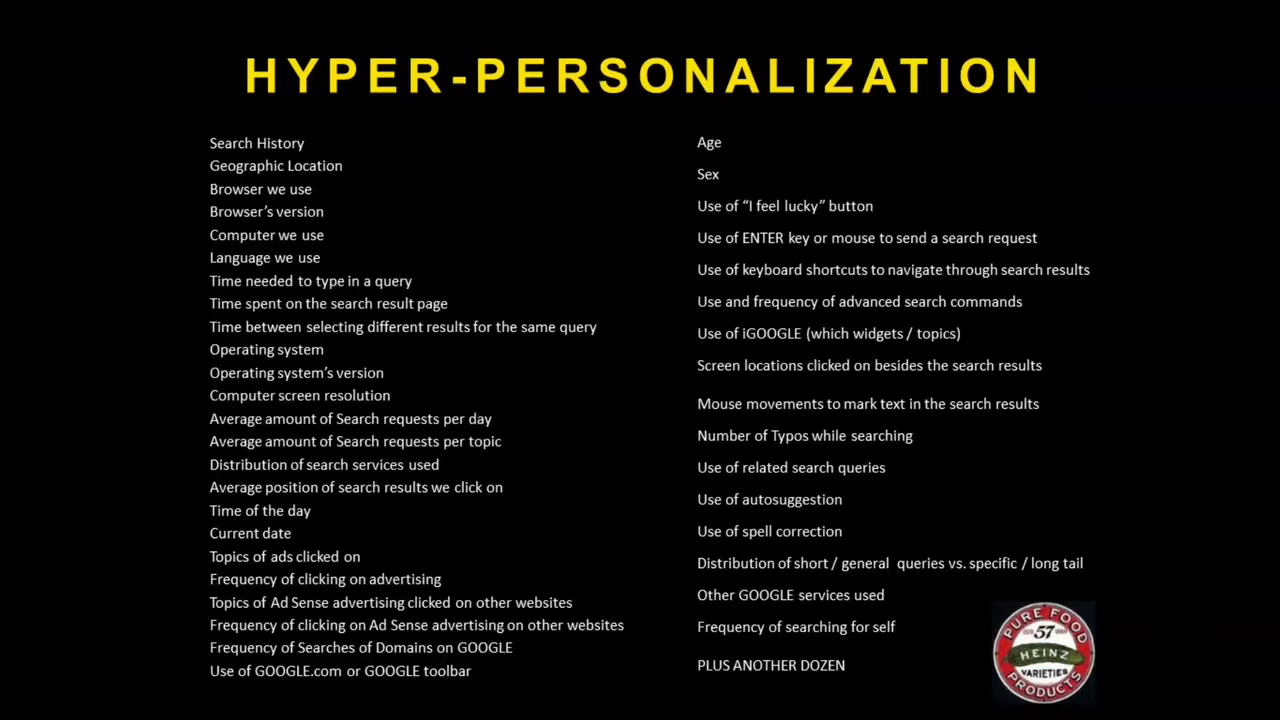 HYPER-PERSONALIZATION
Search History
Geographic Location
Browser we use
Browser’s version
Computer we use
Language we use
Time needed to type in a query
Time spent on the search result page
Time between selecting different results for the same query
Operating system
Operating system’s version
Computer screen resolution
Average amount of Search requests per day
Average amount of Search requests per topic
Distribution of search services used
Average position of search results we click on
Time of the day
Current date
Topics of ads clicked on
Frequency of clicking on advertising
Topics of Ad Sense advertising clicked on other websites
Frequency of clicking on Ad Sense advertising on other websites
Frequency of Searches of Domains on GOOGLE
Use of GOOGLE.com or GOOGLE toolbar
Age
Sex
Use of “I feel lucky” button
Use of ENTER key or mouse to send a search request
Use of keyboard shortcuts to navigate through search results
Use and frequency of advanced search commands
Use of iGOOGLE (which widgets / topics)
Screen locations clicked on besides the search results
Mouse movements to mark text in the search results
Number of Typos while searching
Use of related search queries
Use of autosuggestion
Use of spell correction
Distribution of short / general queries vs. specific / long tail
Other GOOGLE services used
Frequency of searching for self
PLUS ANOTHER DOZEN
PURE FOOD
57
HEINZ
VARIETIES
PRODUCTS